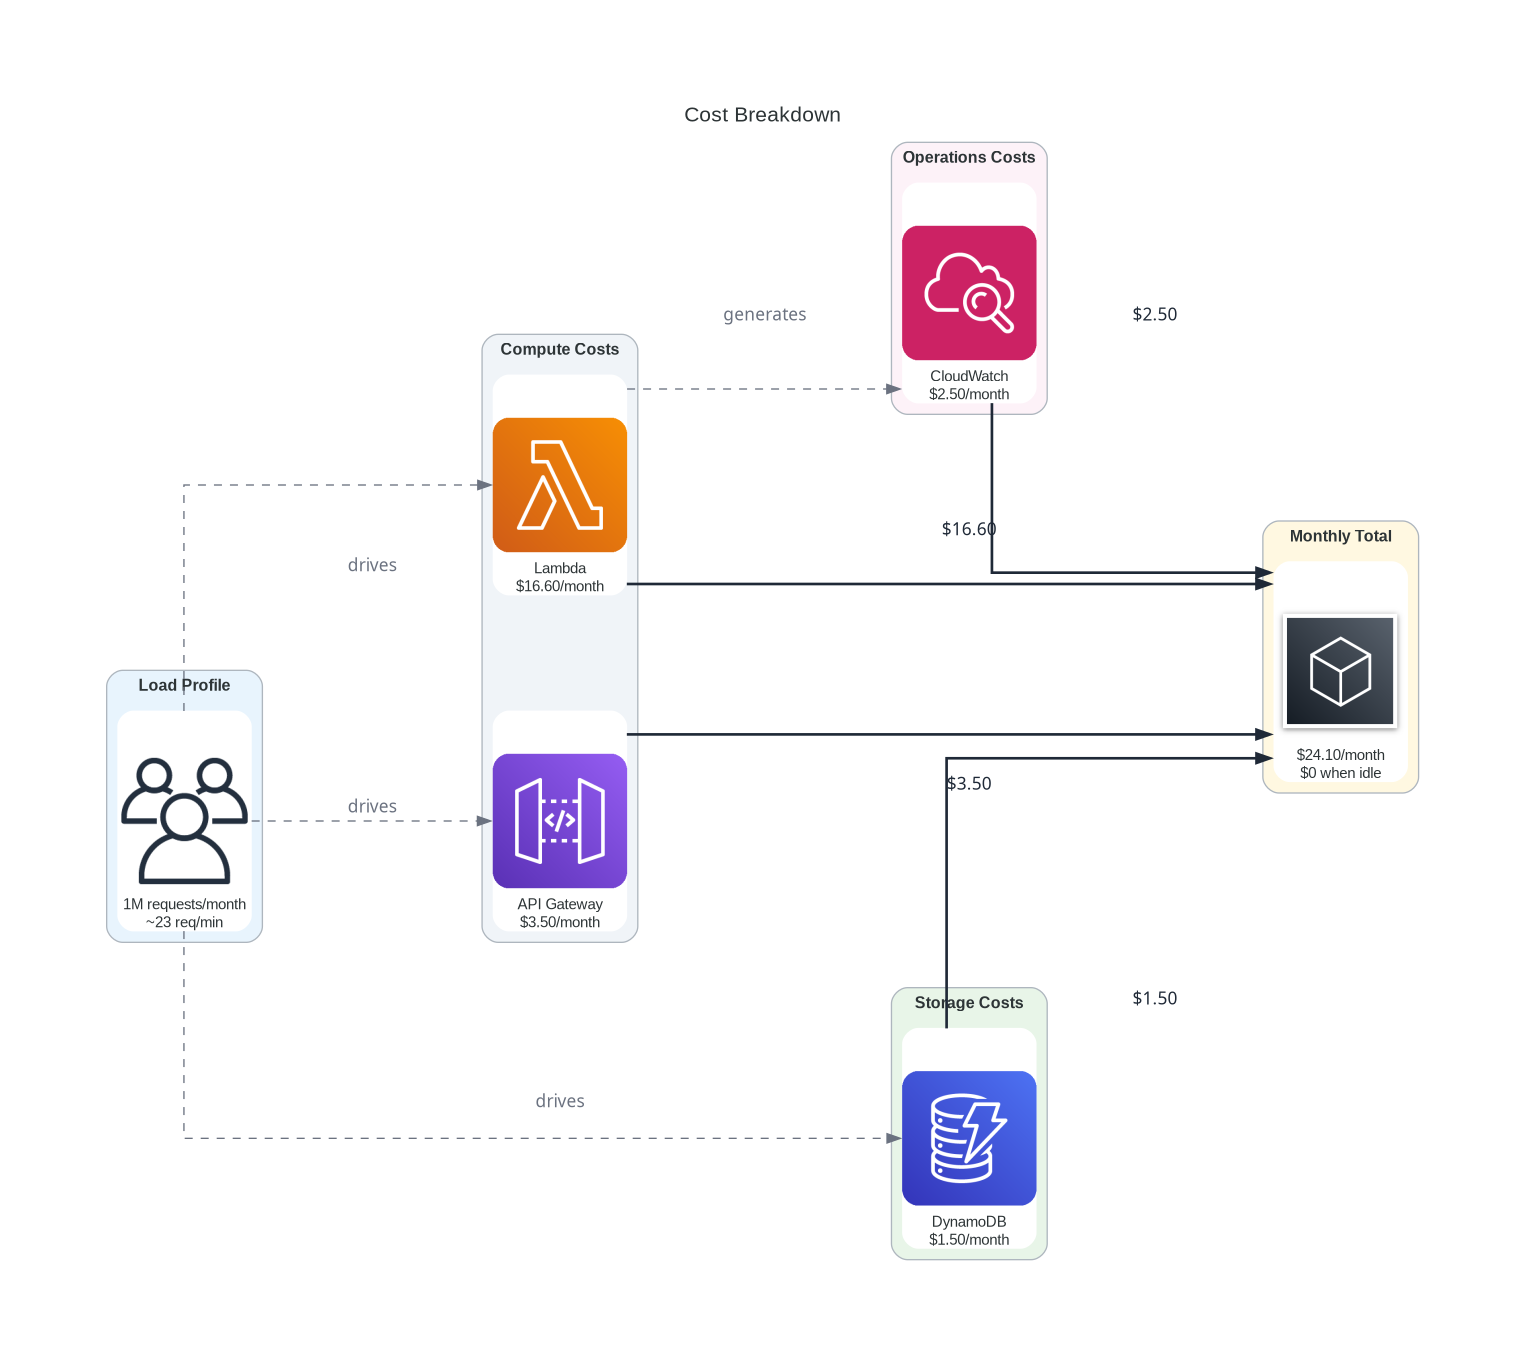 Cost Breakdown
Operations Costs
CloudWatch
$2.50/month
generates
$2.50
Compute Costs
Lambda
$16.60/month
drives
$16.60
Monthly Total
$24.10/month
$0 when idle
Load Profile
1M requests/month
~23 req/min
drives
API Gateway
$3.50/month
$3.50
Storage Costs
DynamoDB
$1.50/month
$1.50
drives